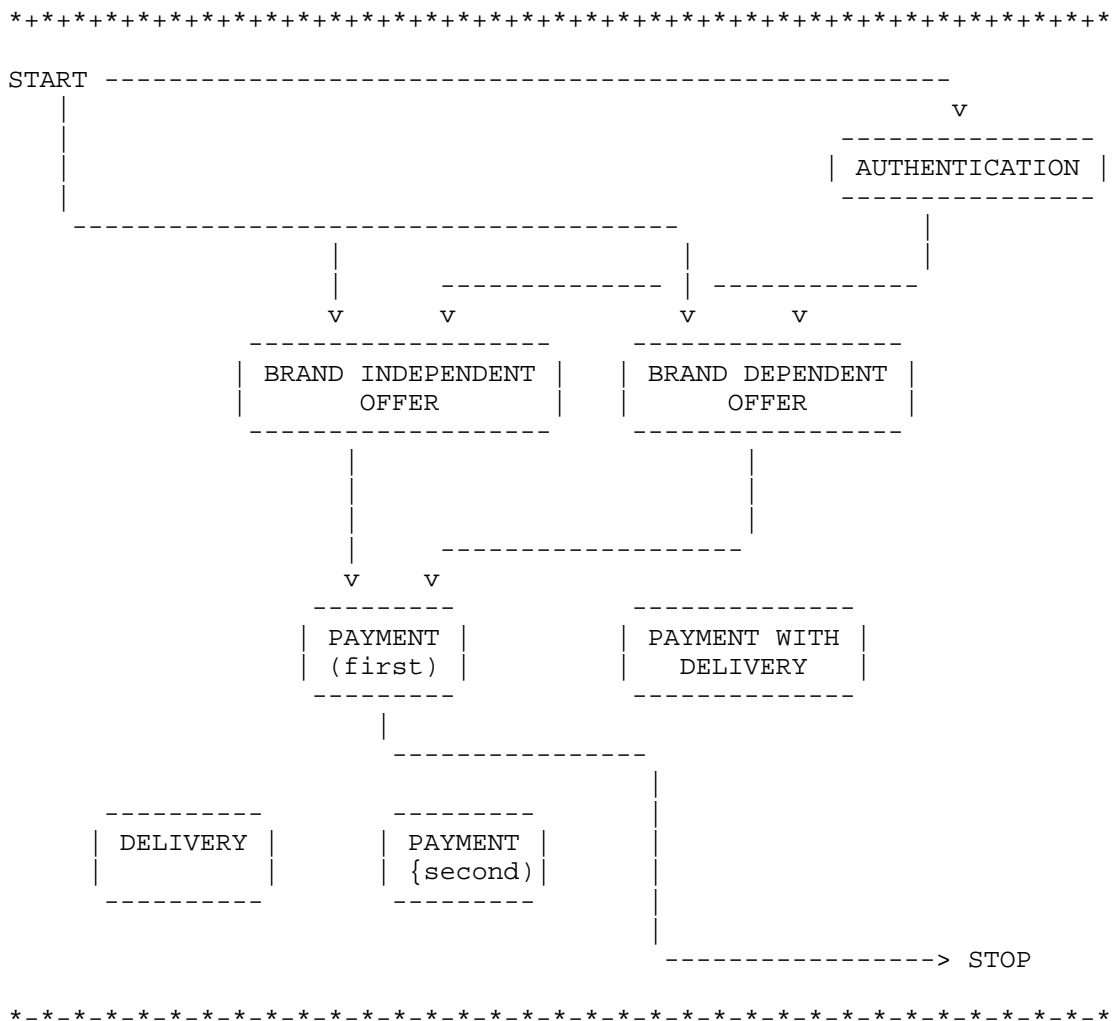 *+*+*+*+*+*+*+*+*+*+*+*+*+*+*+*+*+*+*+*+*+*+*+*+*+*+*+*+*+*+*+*+*+*+*
START
v
AUTHENTICATION
v v v v
BRAND INDEPENDENT BRAND DEPENDENT
OFFER OFFER
v v
PAYMENT PAYMENT WITH
(first) DELIVERY
DELIVERY PAYMENT
{second)
-----------------> STOP
*-*-*-*-*-*-*-*-*-*-*-*-*-*-*-*-*-*-*-*-*-*-*-*-*-*-*-*-*-*-*-*-*-*-*